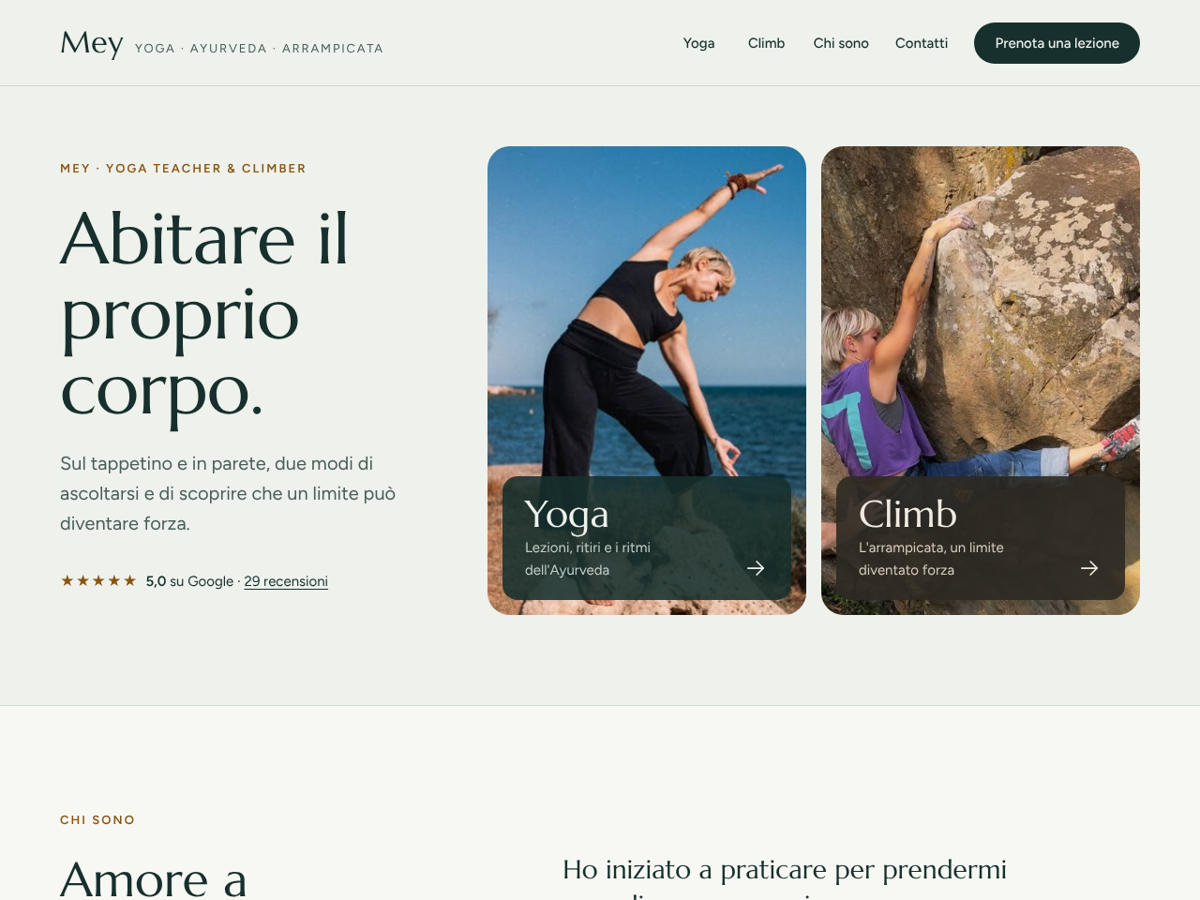 Mey YOGA · AYURVEDA · ARRAMPICATA
Yoga Climb Chi sono Contatti Prenota una lezione
MEY · YOGA TEACHER & CLIMBER
Abitare il
proprio
corpo.
Sul tappetino e in parete, due modi di
ascoltarsi e di scoprire che un limite può
diventare forza.
★★★★★ 5,0 su Google · 29 recensioni
Yoga
Lezioni, ritiri e i ritmi
dell'Ayurveda
→
Climb
L'arrampicata, un limite
diventato forza
→
CHI SONO
Amore a
Ho iniziato a praticare per prendermi